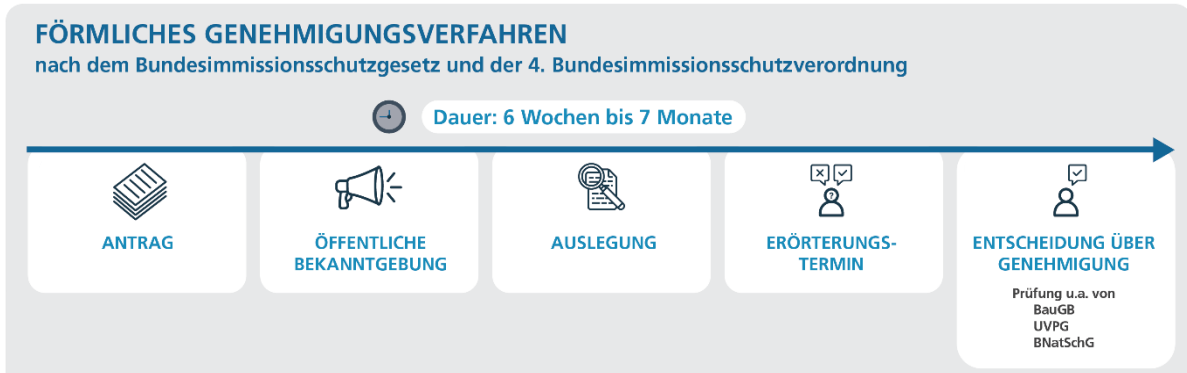 FÖRMLICHES GENEHMIGUNGSVERFAHREN
nach dem Bundesimmissionsschutzgesetz und der 4. Bundesimmissionsschutzverordnung
Dauer: 6 Wochen bis 7 Monate
ANTRAG
ÖFFENTLICHE
BEKANNTGEBUNG
AUSLEGUNG
ERÖRTERUNGS-
TERMIN
ENTSCHEIDUNG ÜBER
GENEHMIGUNG
Prüfung u.a. von
BauGB
UVPG
BNatSchG